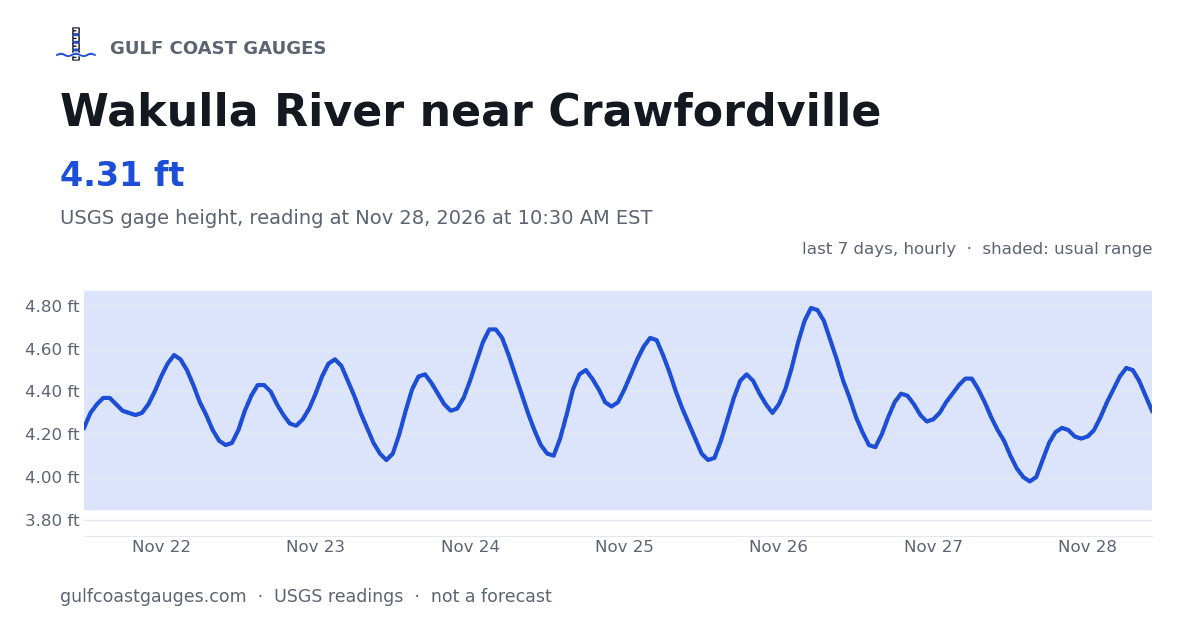 GULF COAST GAUGES
Wakulla River near Crawfordville
4.31 ft
USGS gage height, reading at Nov 28, 2026 at 10:30 AM EST
last 7 days, hourly · shaded: usual range
4.80 ft
4.60 ft
4.40 ft
4.20 ft
4.00 ft
3.80 ft
Nov 22 Nov 23 Nov 24 Nov 25 Nov 26 Nov 27 Nov 28
gulfcoastgauges.com · USGS readings · not a forecast